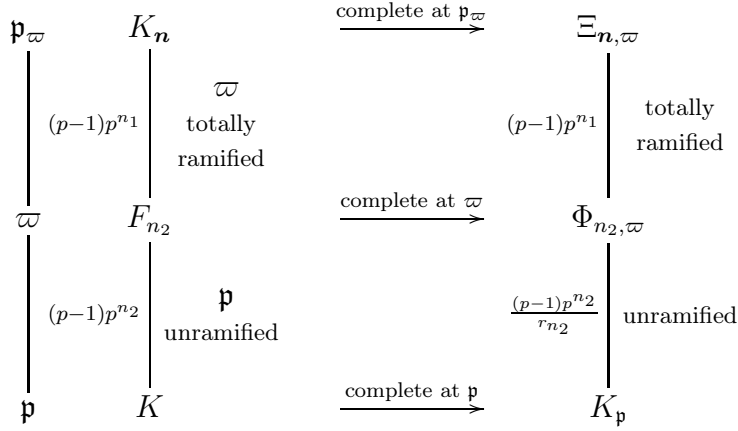 𝔭_ϖ K_𝒏 complete at 𝔭_ϖ Ξ_{𝒏,ϖ}
(p−1)p^{n_1} ϖ totally ramified (p−1)p^{n_1} totally ramified
ϖ F_{n_2} complete at ϖ Φ_{n_2,ϖ}
(p−1)p^{n_2} 𝔭 unramified \frac{(p−1)p^{n_2}}{r_{n_2}} unramified
𝔭 K complete at 𝔭 K_𝔭